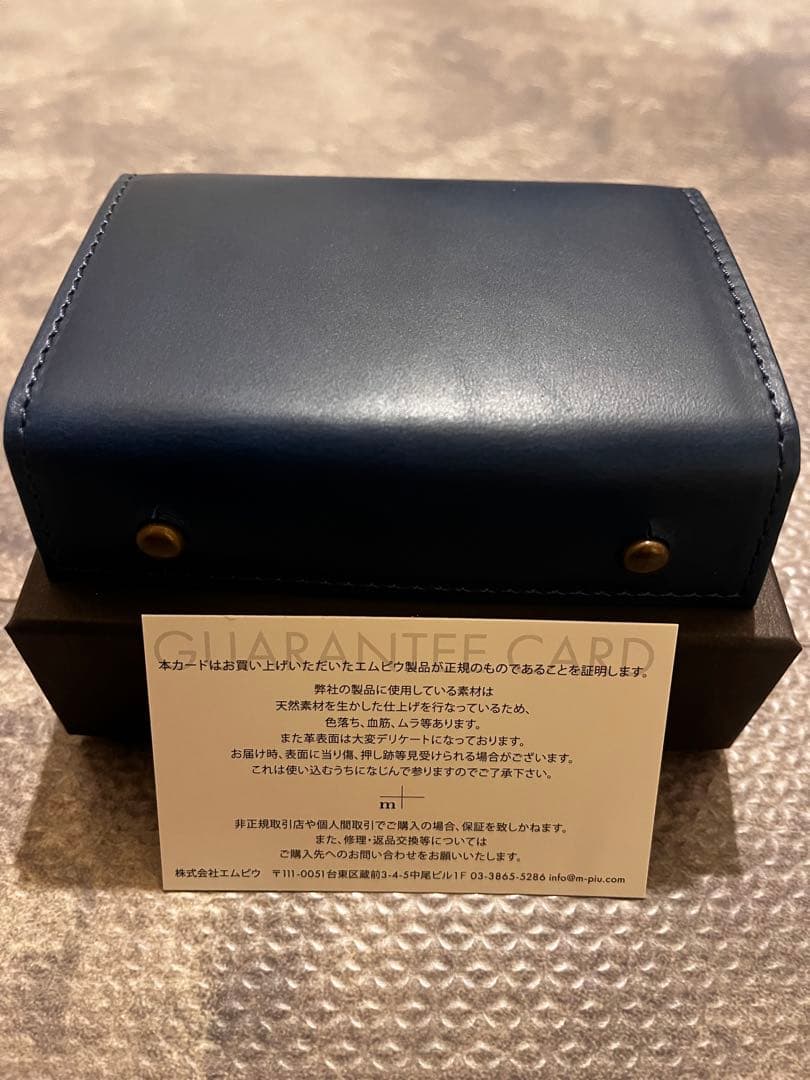 GUARANTEE CARD
本カードはお買い上げいただいたエムピウ製品が正規のものであることを証明します。
弊社の製品に使用している素材は
天然素材を生かした仕上げを行なっているため、
色落ち、血筋、ムラ等あります。
また革表面は大変デリケートになっております。
お届け時、表面に当り傷、押し跡等見受けられる場合がございます。
これは使い込むうちになじんで参りますのでご了承下さい。
m+
非正規取引店や個人間取引でご購入の場合、保証を致しかねます。
また、修理・返品交換等については
ご購入先へのお問い合わせをお願いいたします。
株式会社エムピウ 〒111-0051台東区蔵前3-4-5中尾ビル1F 03-3865-5286 info@m-piu.com